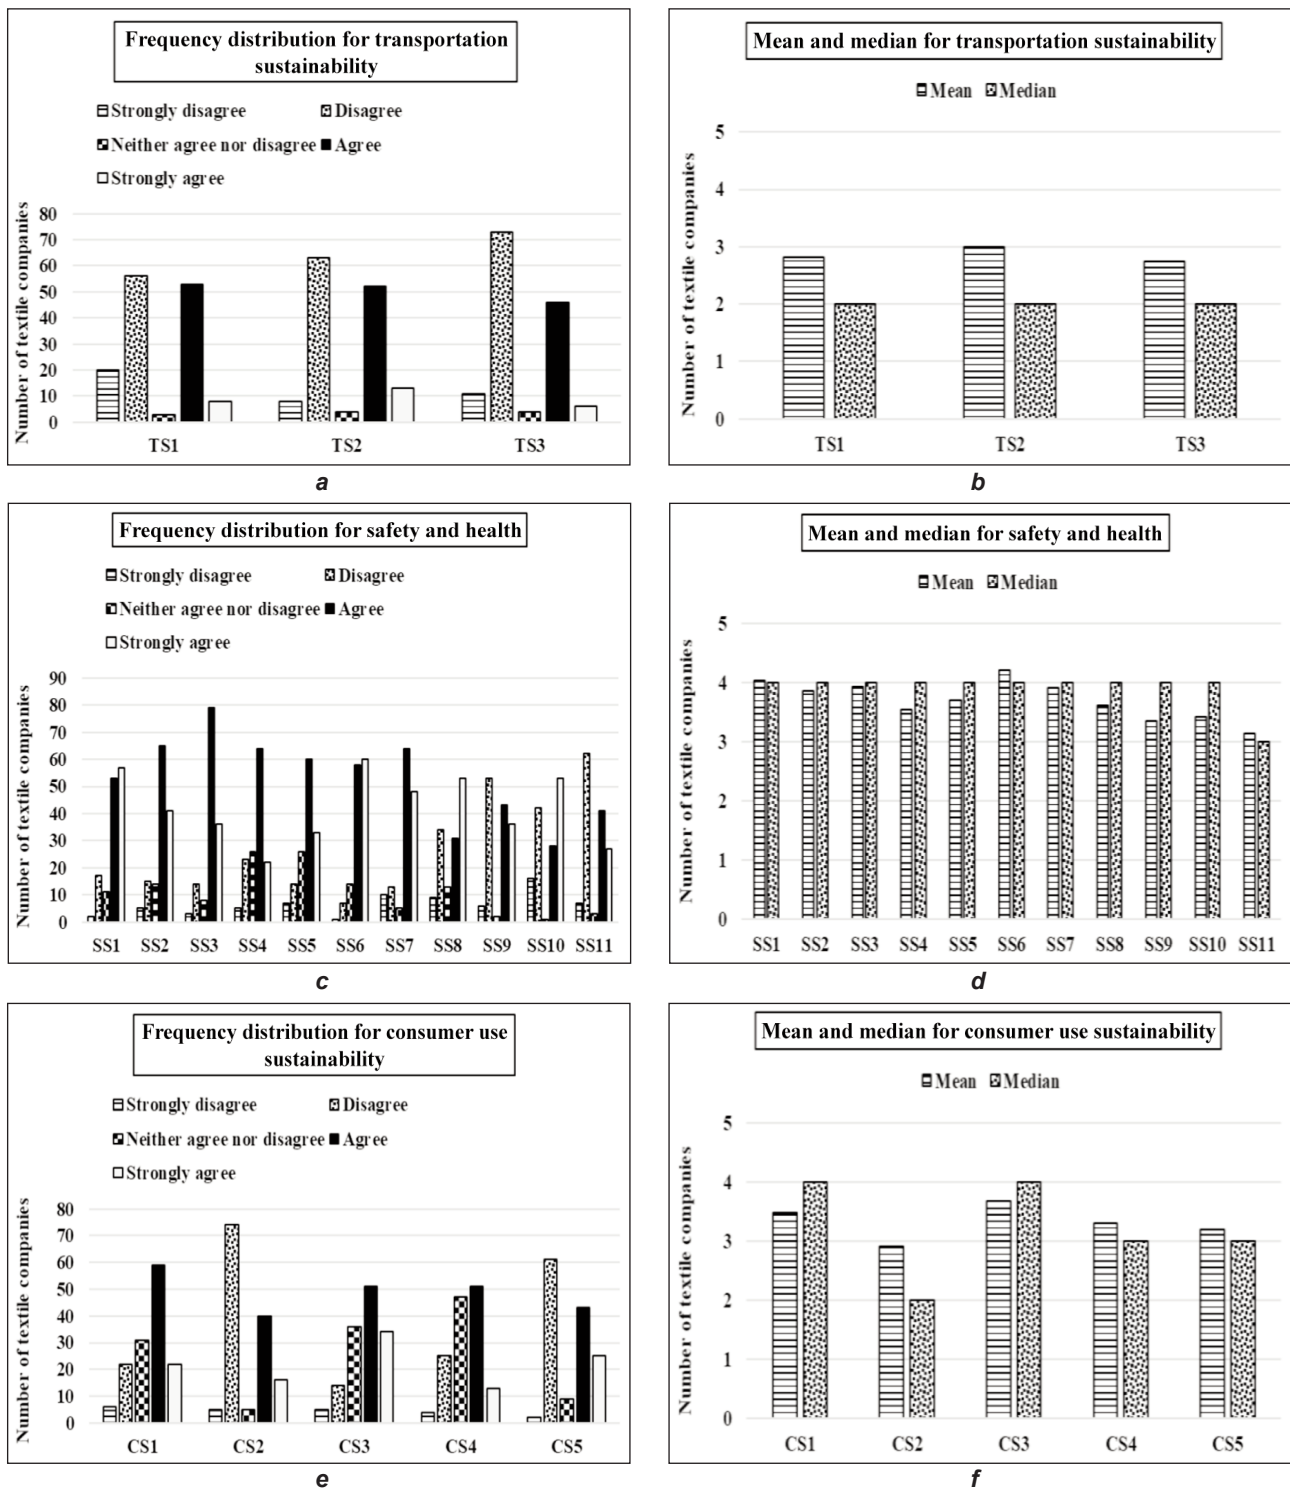 Frequency distribution for transportation
sustainability
Strongly disagree Disagree
Neither agree nor disagree Agree
Strongly agree
Number of textile companies
80
70
60
50
40
30
20
10
0
TS1 TS2 TS3
a
Mean and median for transportation sustainability
Mean Median
Number of textile companies
5
4
3
2
1
0
TS1 TS2 TS3
b
Frequency distribution for safety and health
Strongly disagree Disagree
Neither agree nor disagree Agree
Strongly agree
Number of textile companies
90
80
70
60
50
40
30
20
10
0
SS1 SS2 SS3 SS4 SS5 SS6 SS7 SS8 SS9 SS10 SS11
c
Mean and median for safety and health
Mean Median
Number of textile companies
5
4
3
2
1
0
SS1 SS2 SS3 SS4 SS5 SS6 SS7 SS8 SS9 SS10 SS11
d
Frequency distribution for consumer use
sustainability
Strongly disagree Disagree
Neither agree nor disagree Agree
Strongly agree
Number of textile companies
80
70
60
50
40
30
20
10
0
CS1 CS2 CS3 CS4 CS5
e
Mean and median for consumer use sustainability
Mean Median
Number of textile companies
5
4
3
2
1
0
CS1 CS2 CS3 CS4 CS5
f